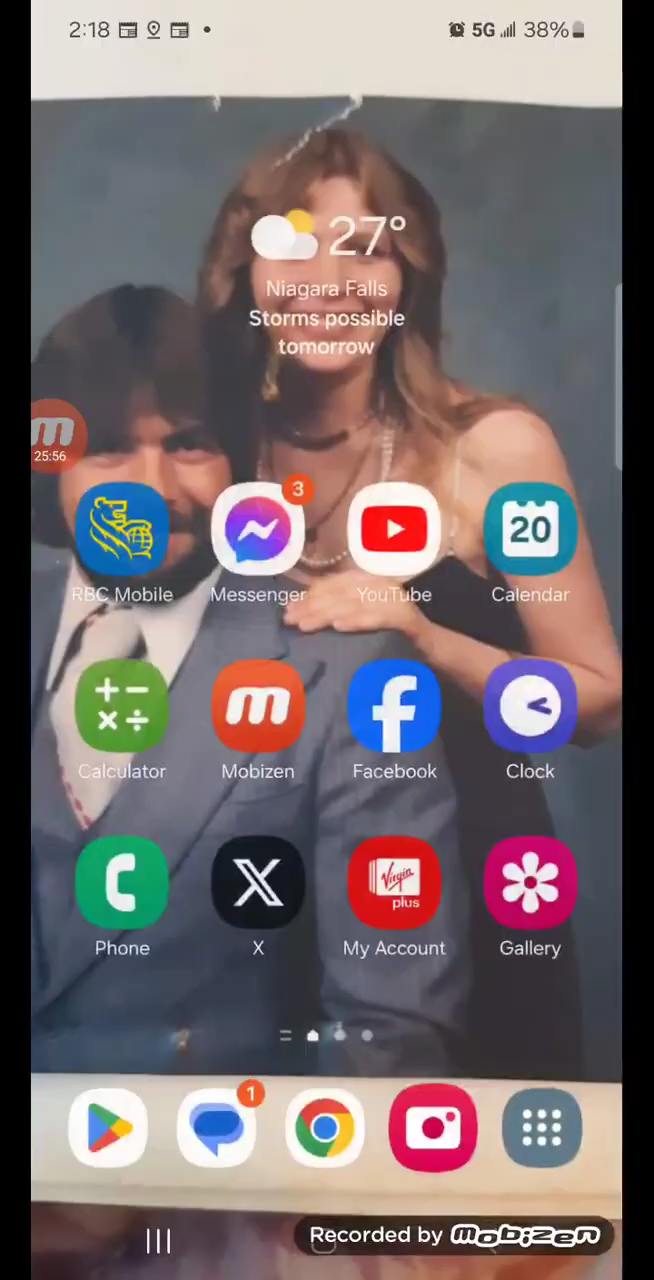 2:18 5G 38%
27°
Niagara Falls
Storms possible
tomorrow
25:56
3
20
RBC Mobile Messenger YouTube Calendar
Calculator Mobizen Facebook Clock
Virgin
plus
Phone X My Account Gallery
1
Recorded by mobizen